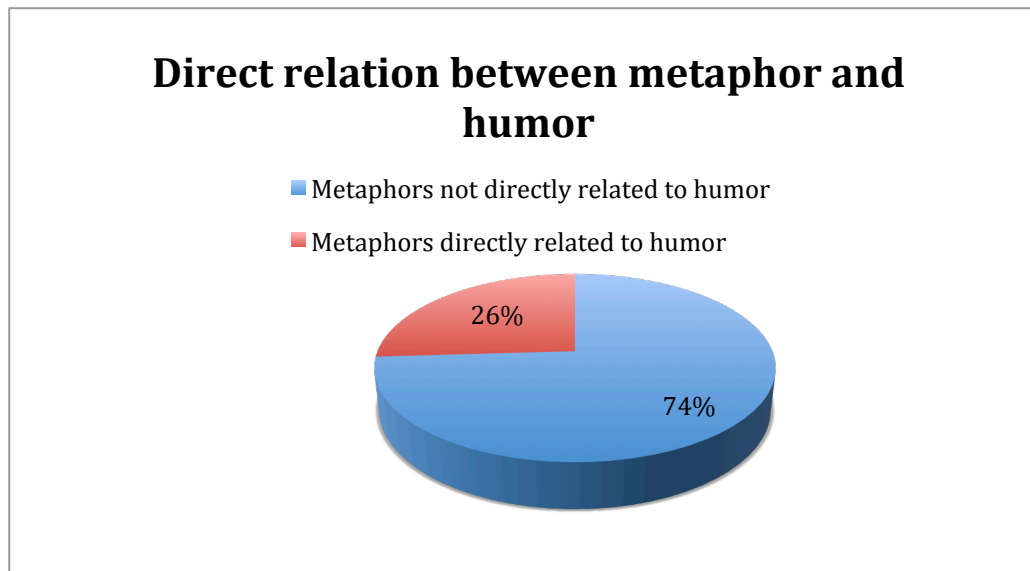 Direct relation between metaphor and
humor
Metaphors not directly related to humor
Metaphors directly related to humor
26%
74%